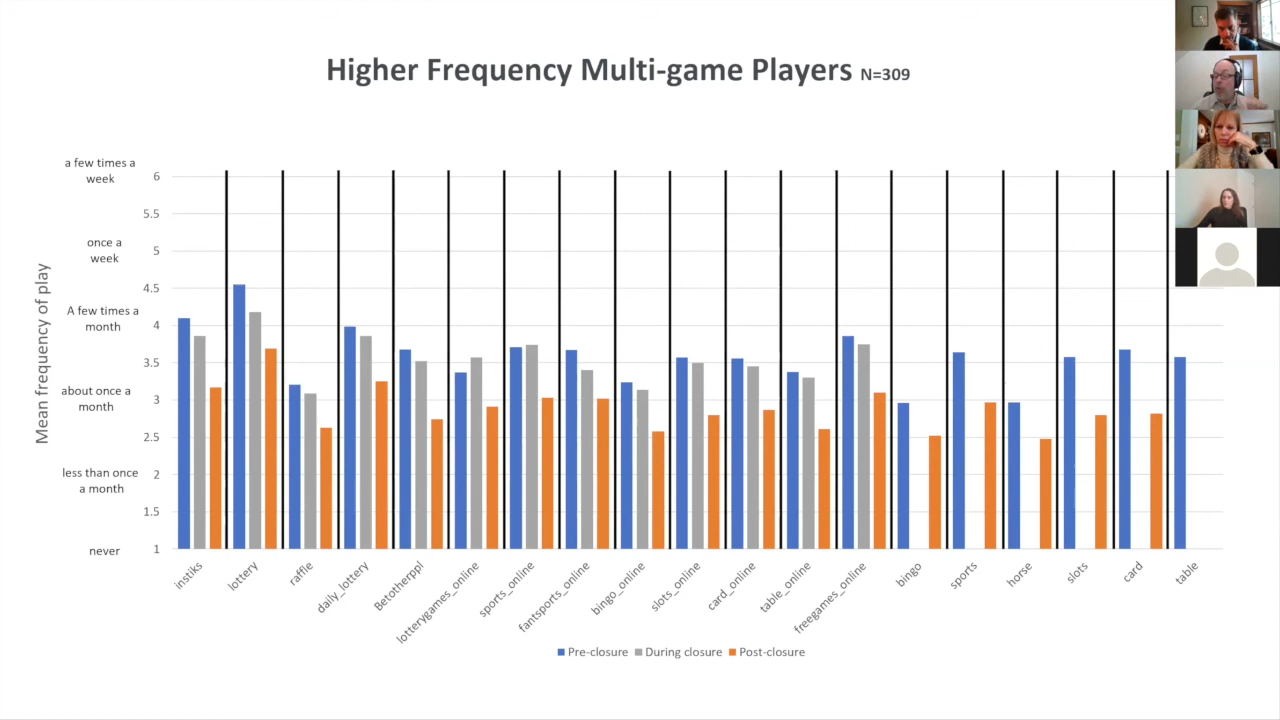 Higher Frequency Multi-game Players N=309
a few times a
week
once a
week
A few times a
month
about once a
month
less than once
a month
never
Mean frequency of play
6
5.5
5
4.5
4
3.5
3
2.5
2
1.5
1
instiks
lottery
raffle
daily_lottery
Betotherppl
lotterygames_online
sports_online
fantsports_online
bingo_online
slots_online
card_online
table_online
freegames_online
bingo
sports
horse
slots
card
table
Pre-closure During closure Post-closure